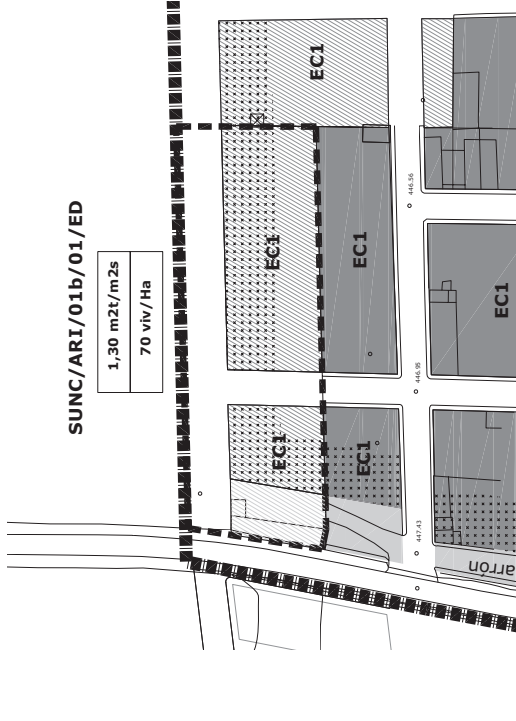 SUNC/ARI/01b/01/ED
1,30 m2t/m2s
70 viv/Ha
EC1
EC1
EC1
EC1
EC1
EC1
446.56
446.95
447.43
arrón